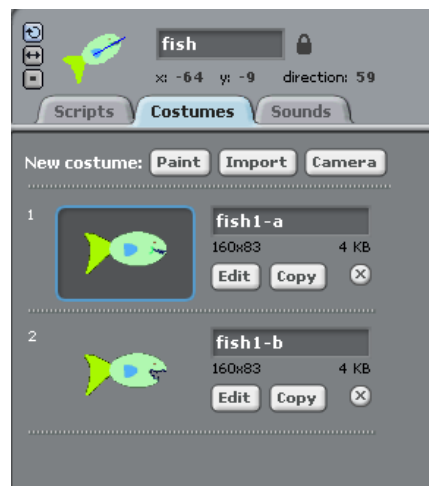 fish
x: -64 y: -9 direction: 59
Scripts Costumes Sounds
New costume: Paint Import Camera
1
fish1-a
160x83 4 KB
Edit Copy
2
fish1-b
160x83 4 KB
Edit Copy